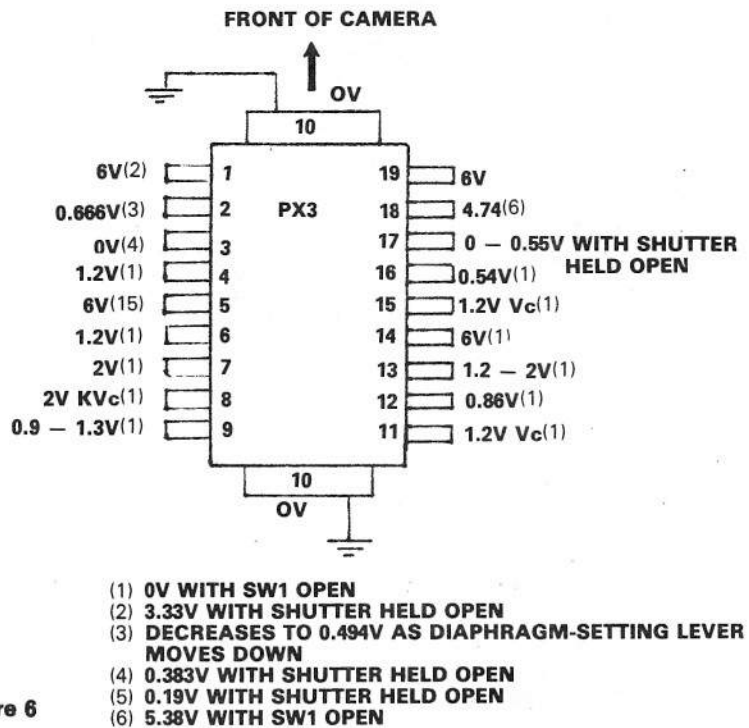 FRONT OF CAMERA
0V
10
6V(2) 1 19 6V
0.666V(3) 2 PX3 18 4.74(6)
0V(4) 3 17 0 – 0.55V WITH SHUTTER
HELD OPEN
1.2V(1) 4 16 0.54V(1)
6V(15) 5 15 1.2V Vc(1)
1.2V(1) 6 14 6V(1)
2V(1) 7 13 1.2 – 2V(1)
2V KVc(1) 8 12 0.86V(1)
0.9 – 1.3V(1) 9 11 1.2V Vc(1)
10
0V
(1) 0V WITH SW1 OPEN
(2) 3.33V WITH SHUTTER HELD OPEN
(3) DECREASES TO 0.494V AS DIAPHRAGM-SETTING LEVER
MOVES DOWN
(4) 0.383V WITH SHUTTER HELD OPEN
(5) 0.19V WITH SHUTTER HELD OPEN
(6) 5.38V WITH SW1 OPEN
re 6